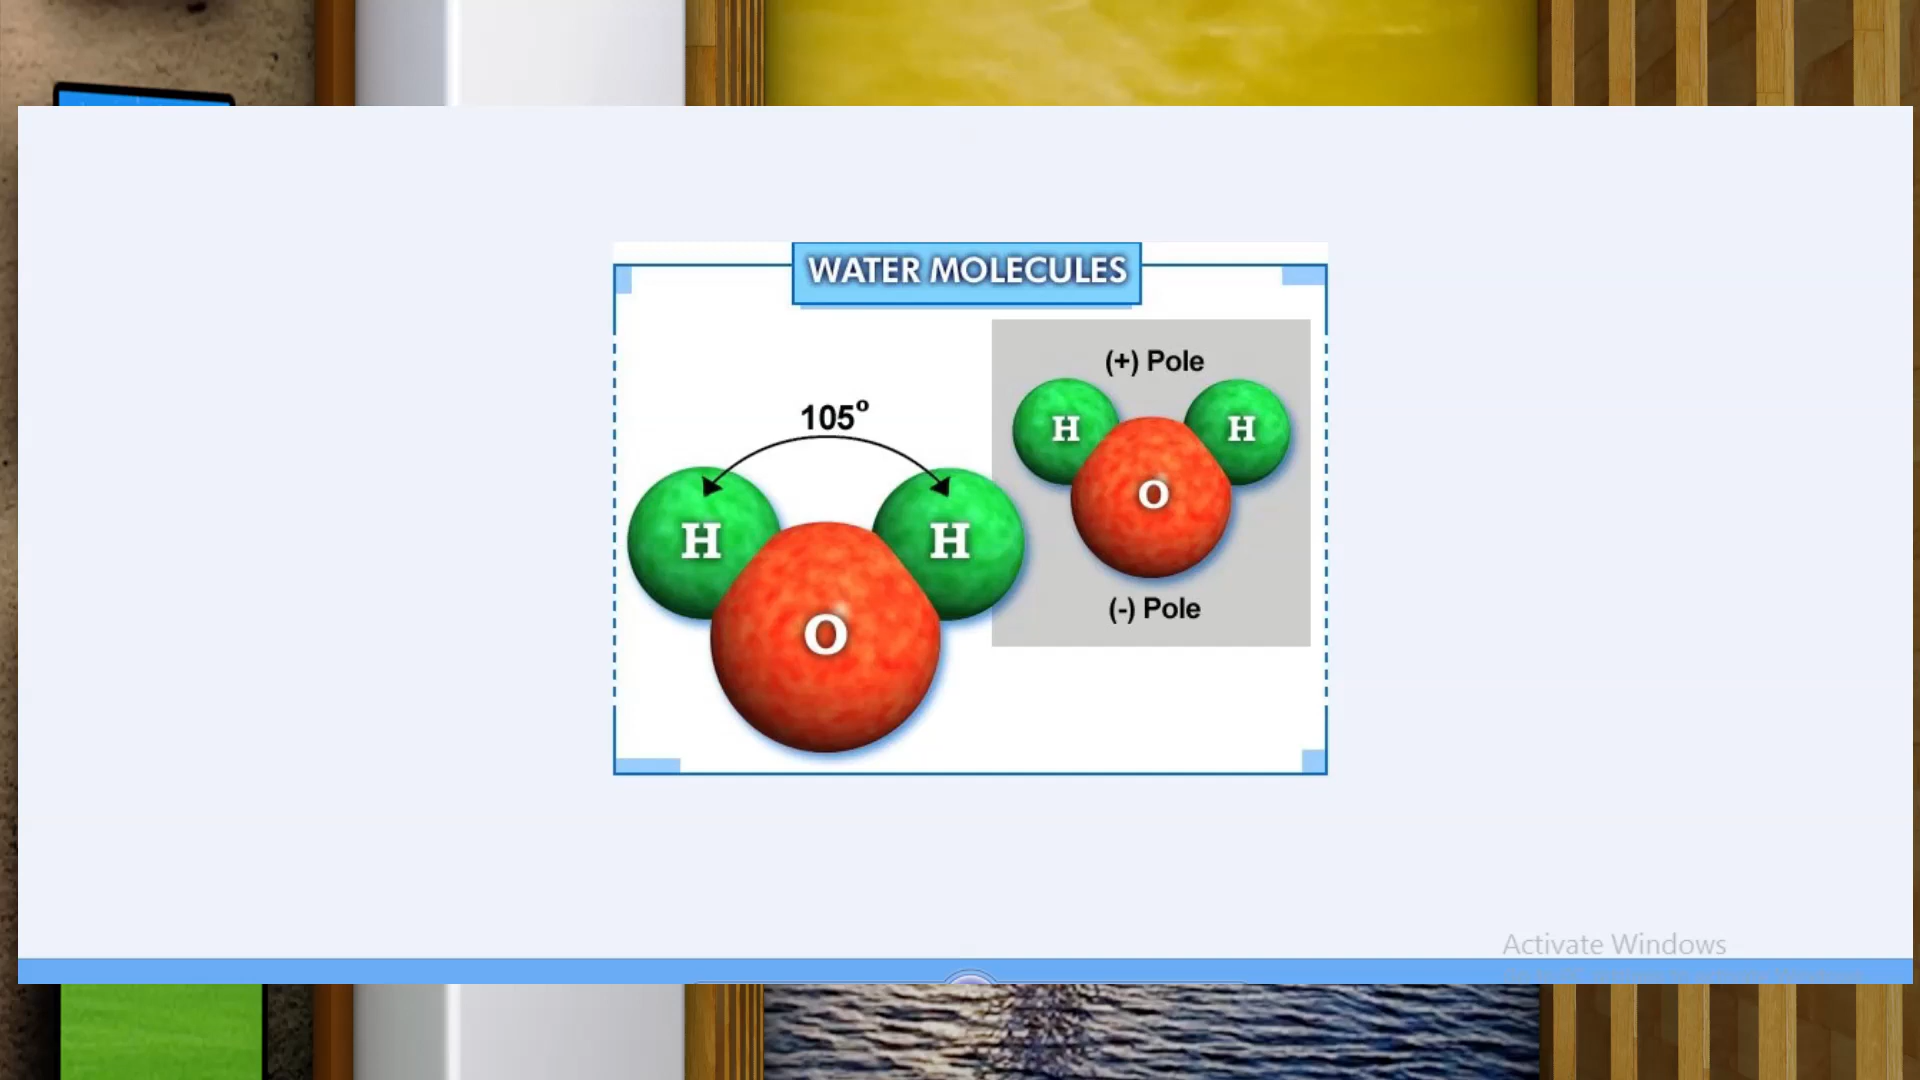 WATER MOLECULES
(+) Pole
105°
H
H
O
H
H
O
(-) Pole
Activate Windows